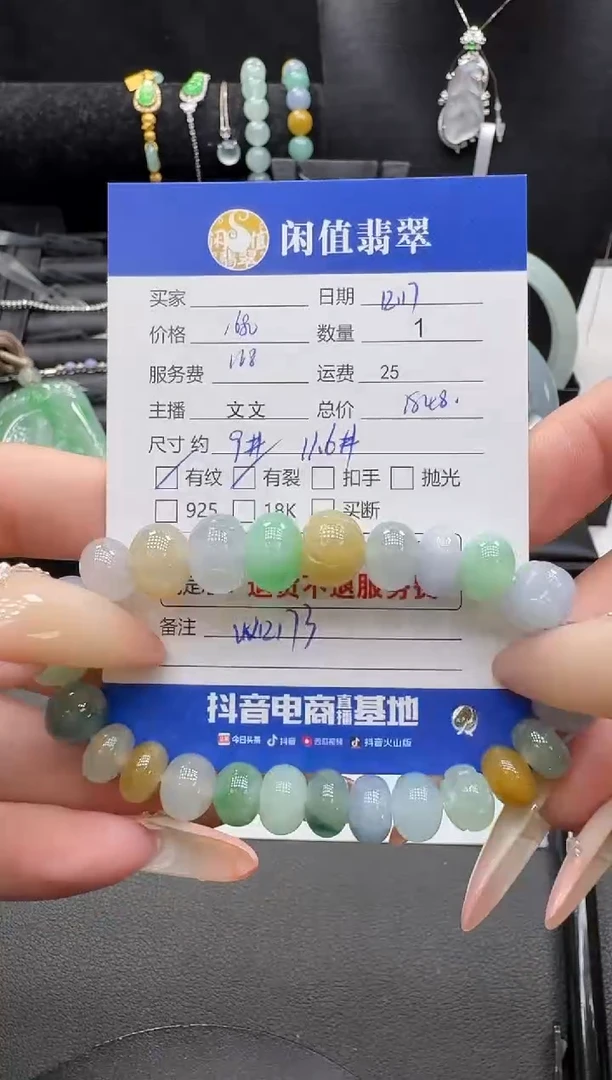 闲值翡翠
买家 日期 12.17
价格 1680 数量 1
服务费 168 运费 25
主播 文文 总价
尺寸 约 9# 11.6#
有纹 有裂 扣手 抛光
925 18K 买断
退货不退服务费
备注
抖音电商直播基地
今日头条 抖音 西瓜视频 抖音火山版